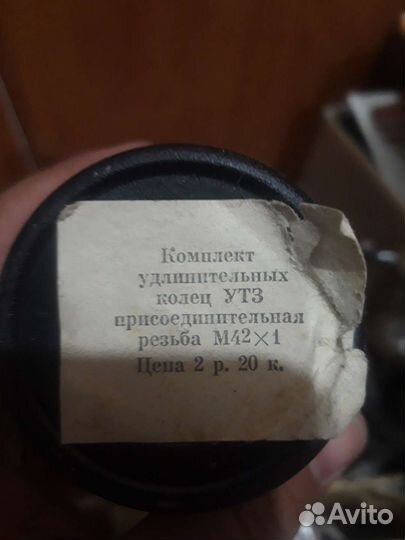 Комплект
удлинительных
колец УТЗ
присоединительная
резьба М42×1
Цена 2 р. 20 к.
Avito